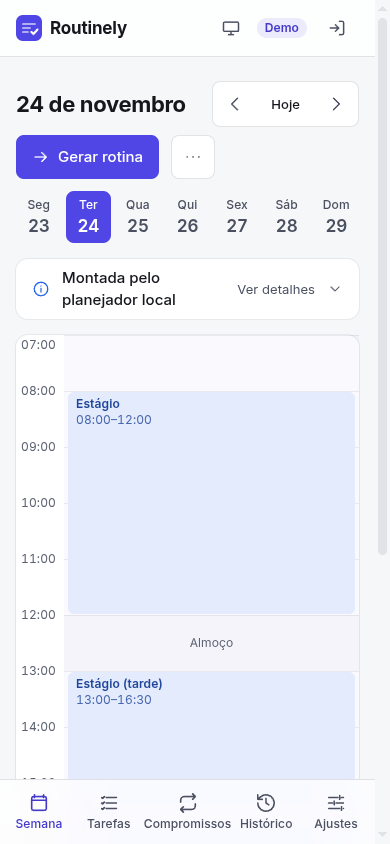 Routinely
Demo
24 de novembro
Hoje
Gerar rotina
...
Seg Ter Qua Qui Sex Sáb Dom
23 24 25 26 27 28 29
Montada pelo
planejador local
Ver detalhes
07:00
08:00
Estágio
08:00–12:00
09:00
10:00
11:00
12:00
Almoço
13:00
Estágio (tarde)
13:00–16:30
14:00
Semana Tarefas Compromissos Histórico Ajustes